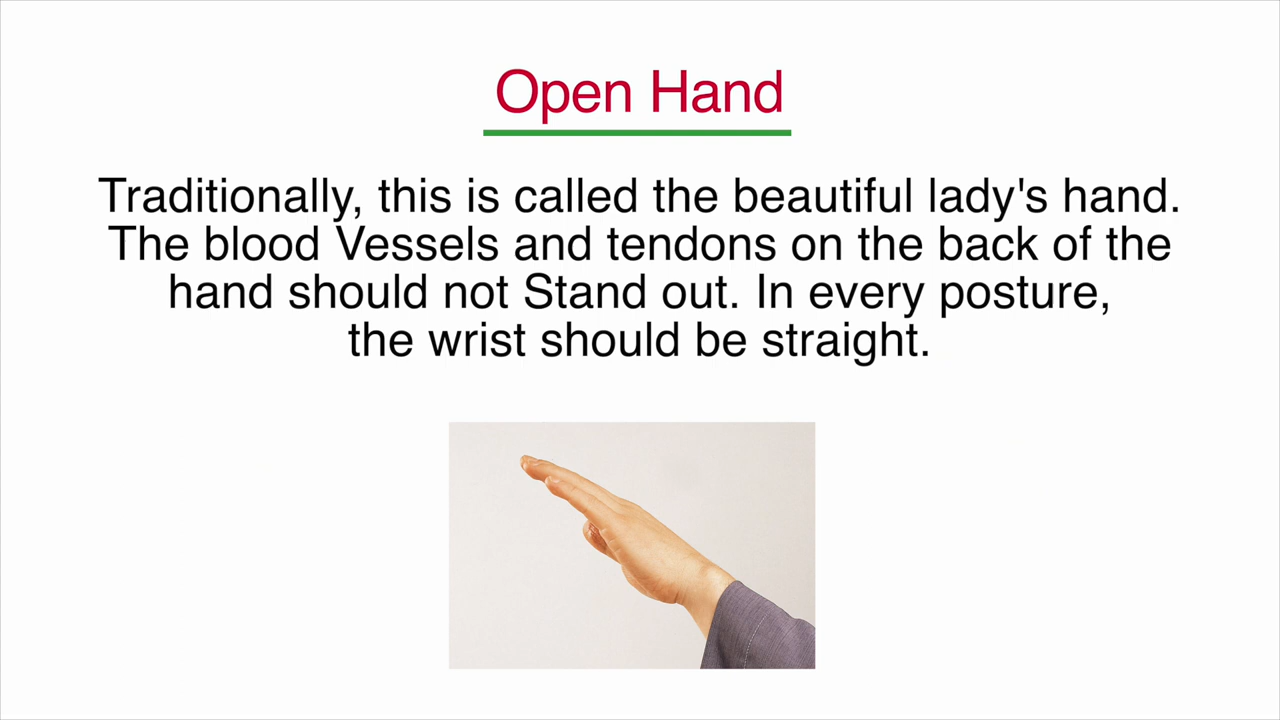 Open Hand
Traditionally, this is called the beautiful lady's hand.
The blood Vessels and tendons on the back of the
hand should not Stand out. In every posture,
the wrist should be straight.